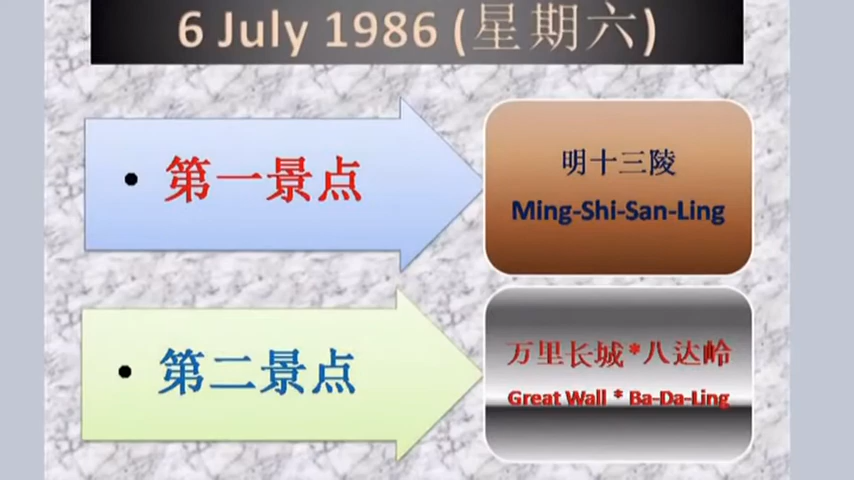 6 July 1986 (星期六)
• 第一景点
明十三陵
Ming-Shi-San-Ling
• 第二景点
万里长城*八达岭
Great Wall * Ba-Da-Ling